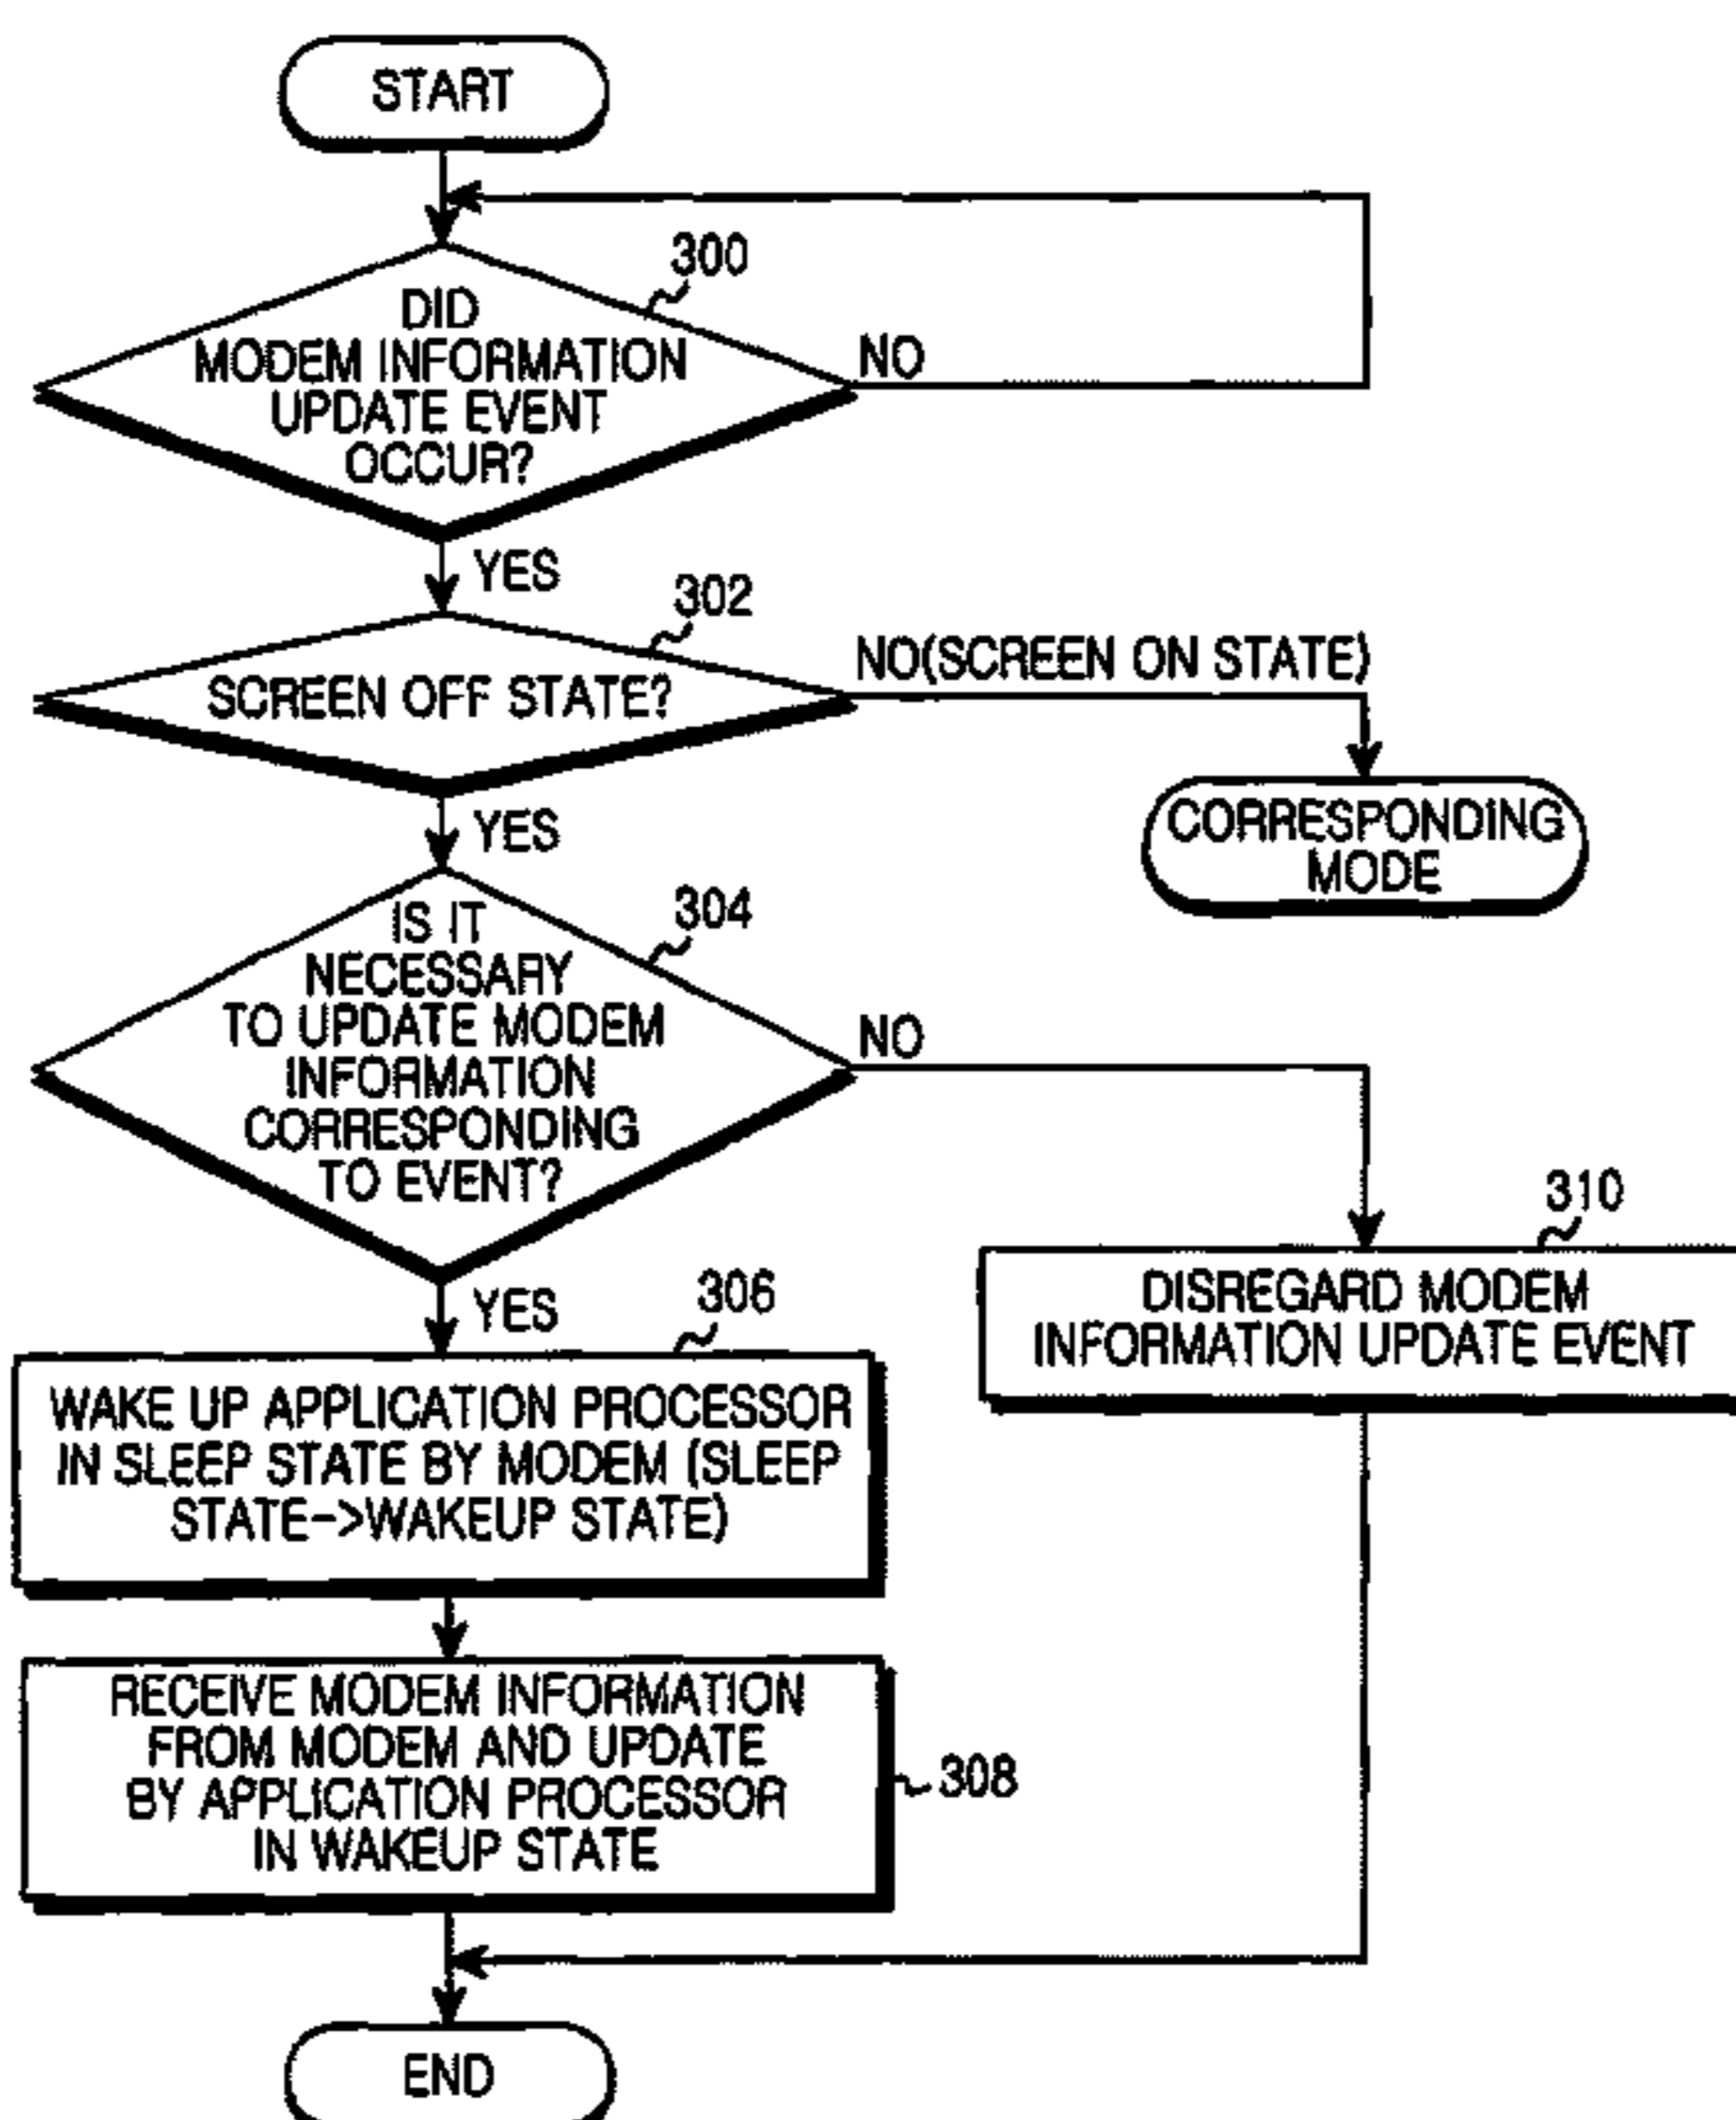 START
300
DID
MODEM INFORMATION
UPDATE EVENT
OCCUR?
NO
YES
302
SCREEN OFF STATE?
NO(SCREEN ON STATE)
CORRESPONDING
MODE
YES
304
IS IT
NECESSARY
TO UPDATE MODEM
INFORMATION
CORRESPONDING
TO EVENT?
NO
310
DISREGARD MODEM
INFORMATION UPDATE EVENT
YES
306
WAKE UP APPLICATION PROCESSOR
IN SLEEP STATE BY MODEM (SLEEP
STATE->WAKEUP STATE)
RECEIVE MODEM INFORMATION
FROM MODEM AND UPDATE
BY APPLICATION PROCESSOR
IN WAKEUP STATE
308
END